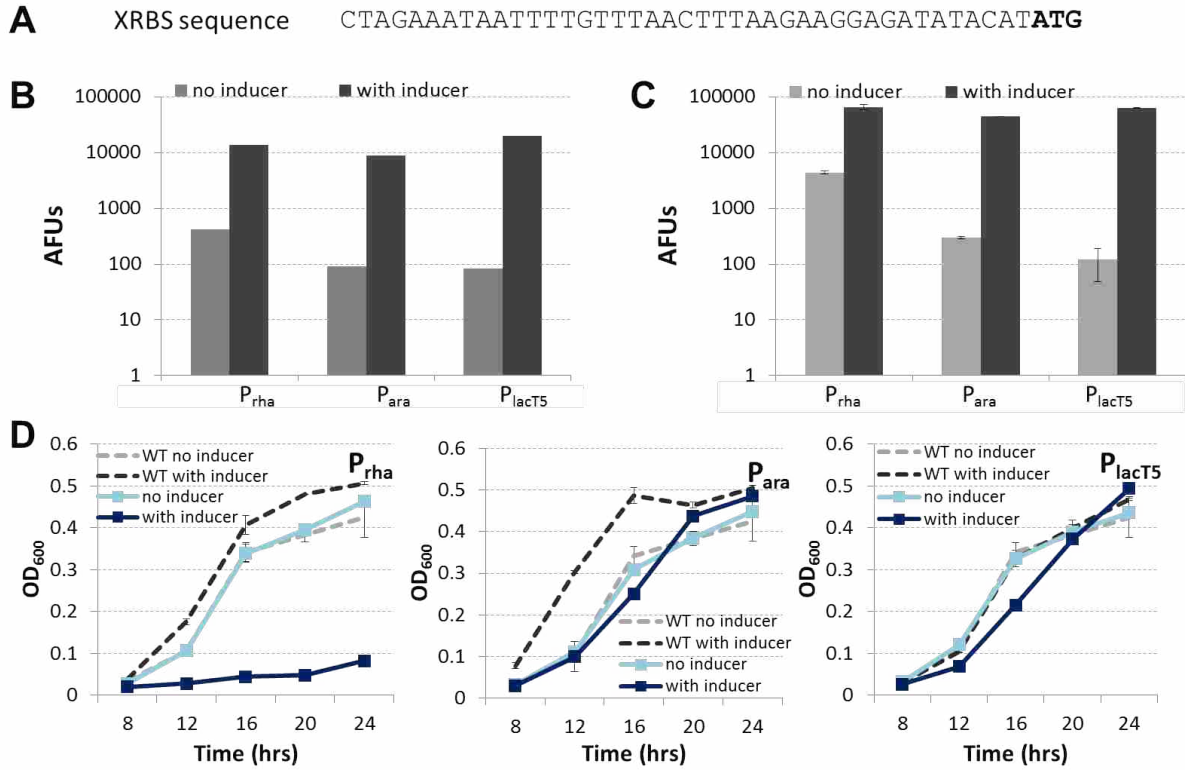 A
XRBS sequence CTAGAAATAATTTTGTTTAACTTTAAGAAGGAGATATACATATG
B
no inducer with inducer
AFUs
100000
10000
1000
100
10
1
Prha Para PlacT5
C
no inducer with inducer
AFUs
100000
10000
1000
100
10
1
Prha Para PlacT5
D
Prha
WT no inducer
WT with inducer
no inducer
with inducer
OD600
0.6
0.5
0.4
0.3
0.2
0.1
0
8 12 16 20 24
Time (hrs)
Para
OD600
0.6
0.5
0.4
0.3
0.2
0.1
0
WT no inducer
WT with inducer
no inducer
with inducer
8 12 16 20 24
Time (hrs)
PlacT5
WT no inducer
WT with inducer
no inducer
with inducer
OD600
0.6
0.5
0.4
0.3
0.2
0.1
0
8 12 16 20 24
Time (hrs)